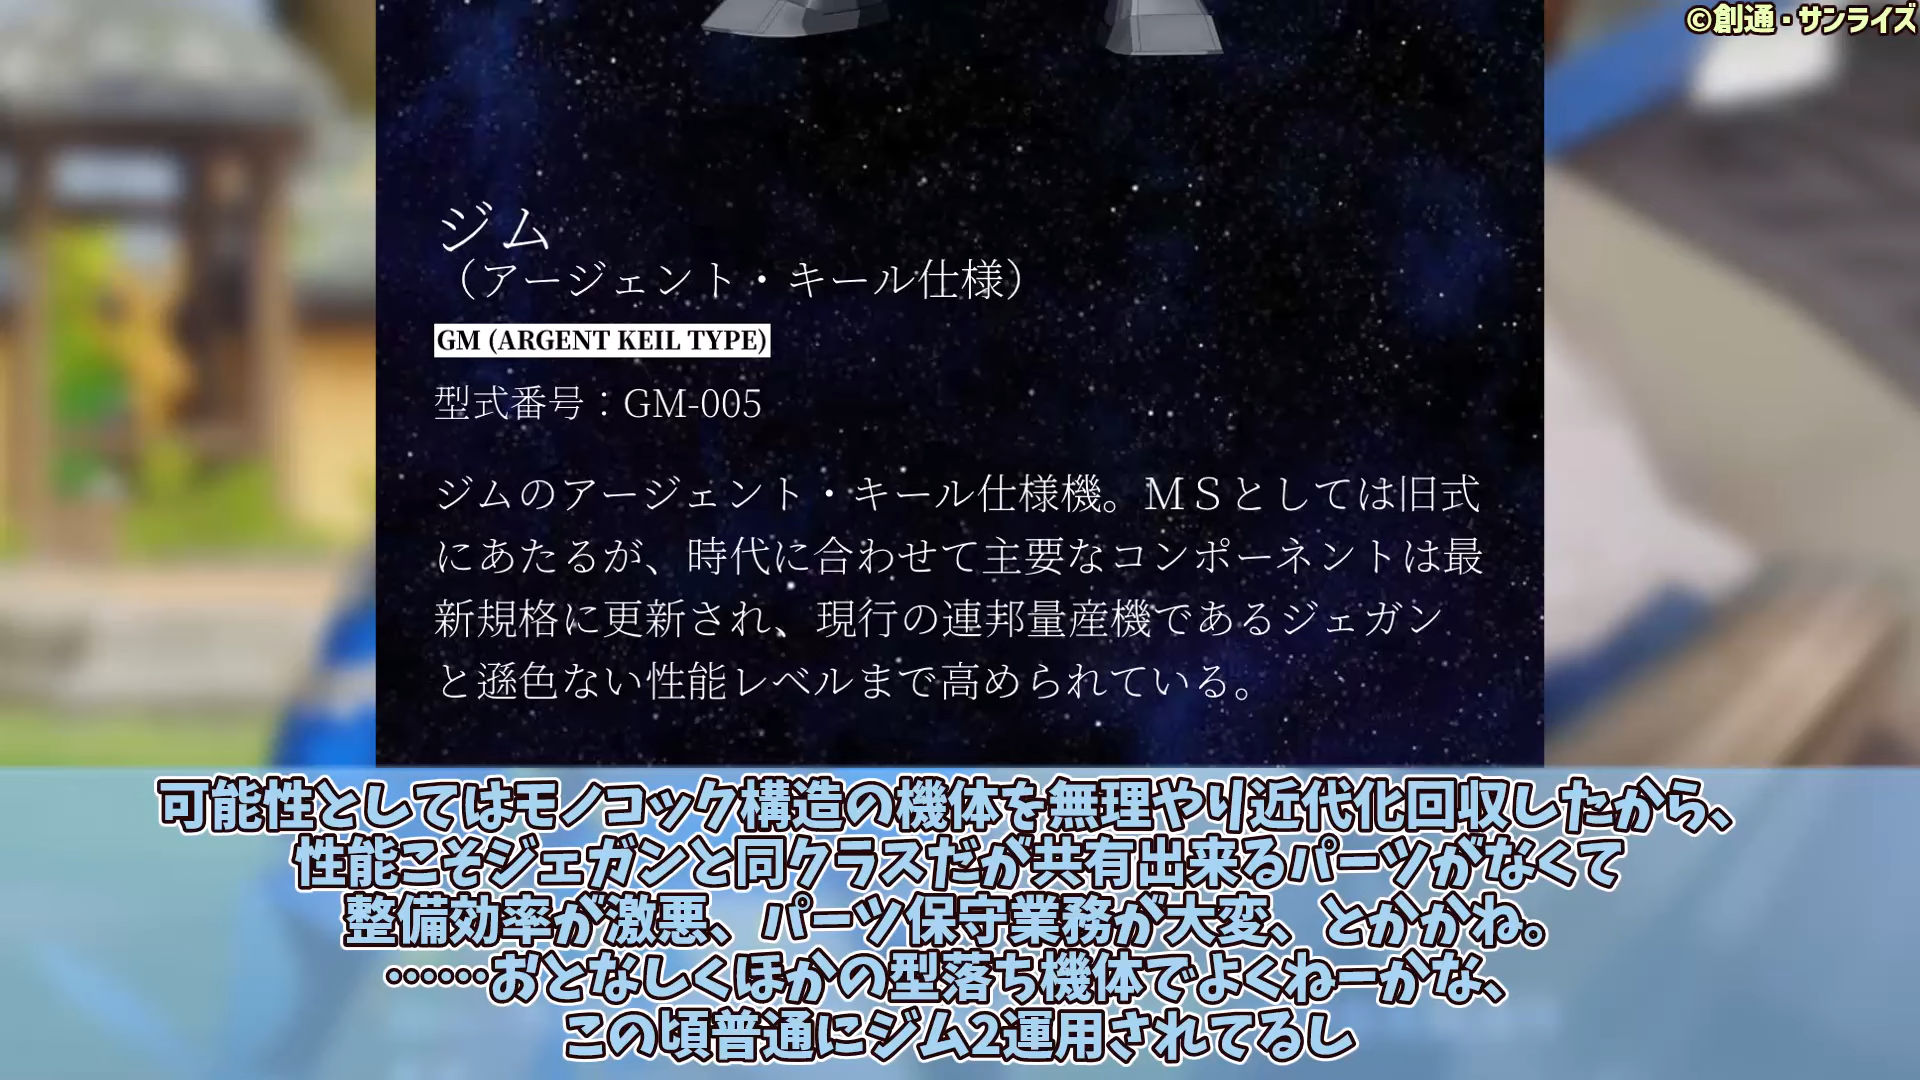 ©創通・サンライズ
ジム
（アージェント・キール仕様）
GM (ARGENT KEIL TYPE)
型式番号：GM-005
ジムのアージェント・キール仕様機。ＭＳとしては旧式
にあたるが、時代に合わせて主要なコンポーネントは最
新規格に更新され、現行の連邦量産機であるジェガン
と遜色ない性能レベルまで高められている。
可能性としてはモノコック構造の機体を無理やり近代化回収したから、
性能こそジェガンと同クラスだが共有出来るパーツがなくて
整備効率が激悪、パーツ保守業務が大変、とかかね。
……おとなしくほかの型落ち機体でよくねーかな、
この頃普通にジム2運用されてるし